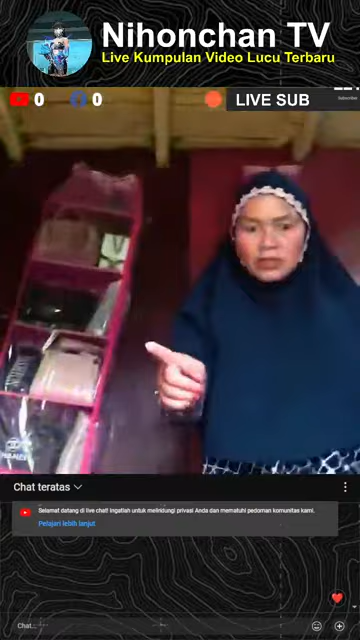 Nihonchan TV
Live Kumpulan Video Lucu Terbaru
0 0 LIVE SUB
Chat teratas
Selamat datang di live chat! Ingatlah untuk melindungi privasi Anda dan mematuhi pedoman komunitas kami.
Pelajari lebih lanjut
Chat...